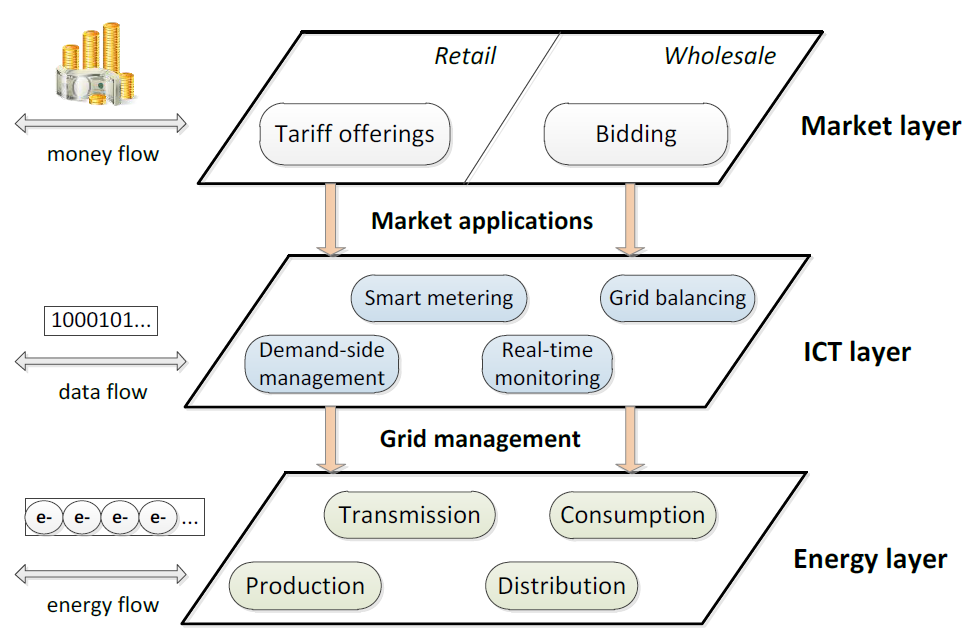 Retail
Wholesale
Tariff offerings
Bidding
Market layer
money flow
Market applications
Smart metering
Grid balancing
1000101...
Demand-side
management
Real-time
monitoring
ICT layer
data flow
Grid management
e- e- e- e- ...
Transmission
Consumption
Energy layer
Production
Distribution
energy flow